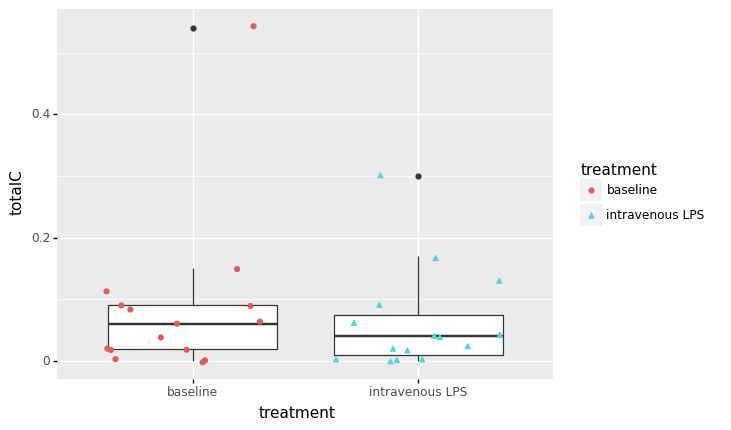 0.4
0.2
0
totalC
baseline
intravenous LPS
treatment
treatment
baseline
intravenous LPS